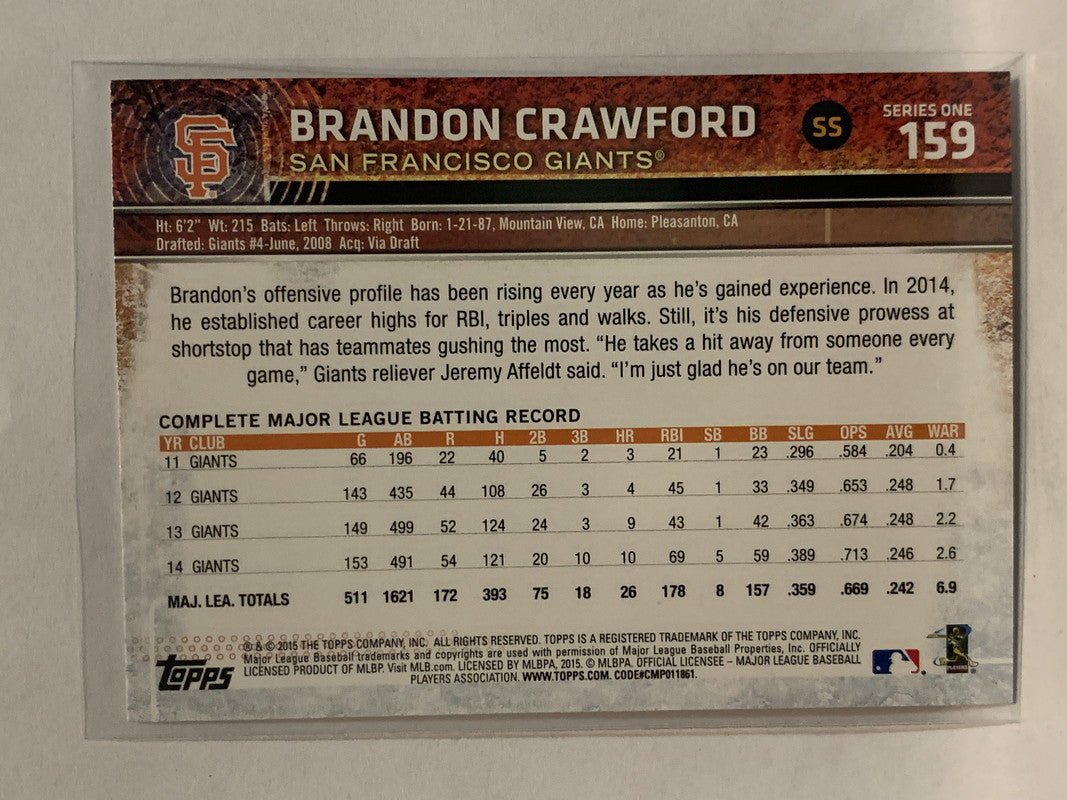 SF
BRANDON CRAWFORD
SAN FRANCISCO GIANTS®
SS
SERIES ONE
159
Ht: 6'2" Wt: 215 Bats: Left Throws: Right Born: 1-21-87, Mountain View, CA Home: Pleasanton, CA
Drafted: Giants #4-June, 2008 Acq: Via Draft
Brandon's offensive profile has been rising every year as he's gained experience. In 2014,
he established career highs for RBI, triples and walks. Still, it's his defensive prowess at
shortstop that has teammates gushing the most. “He takes a hit away from someone every
game,” Giants reliever Jeremy Affeldt said. “I'm just glad he's on our team.”
COMPLETE MAJOR LEAGUE BATTING RECORD
YR CLUB G AB R H 2B 3B HR RBI SB BB SLG OPS AVG WAR
11 GIANTS 66 196 22 40 5 2 3 21 1 23 .296 .584 .204 0.4
12 GIANTS 143 435 44 108 26 3 4 45 1 33 .349 .653 .248 1.7
13 GIANTS 149 499 52 124 24 3 9 43 1 42 .363 .674 .248 2.2
14 GIANTS 153 491 54 121 20 10 10 69 5 59 .389 .713 .246 2.6
MAJ. LEA. TOTALS 511 1621 172 393 75 18 26 178 8 157 .359 .669 .242 6.9
® & © 2015 THE TOPPS COMPANY, INC. ALL RIGHTS RESERVED. TOPPS IS A REGISTERED TRADEMARK OF THE TOPPS COMPANY, INC.
Major League Baseball trademarks and copyrights are used with permission of Major League Baseball Properties, Inc. OFFICIALLY
LICENSED PRODUCT OF MLBP. Visit MLB.com. LICENSED BY MLBPA, 2015. © MLBPA. OFFICIAL LICENSEE – MAJOR LEAGUE BASEBALL
PLAYERS ASSOCIATION. WWW.TOPPS.COM. CODE#CMP011861.
Topps
PLAYERS